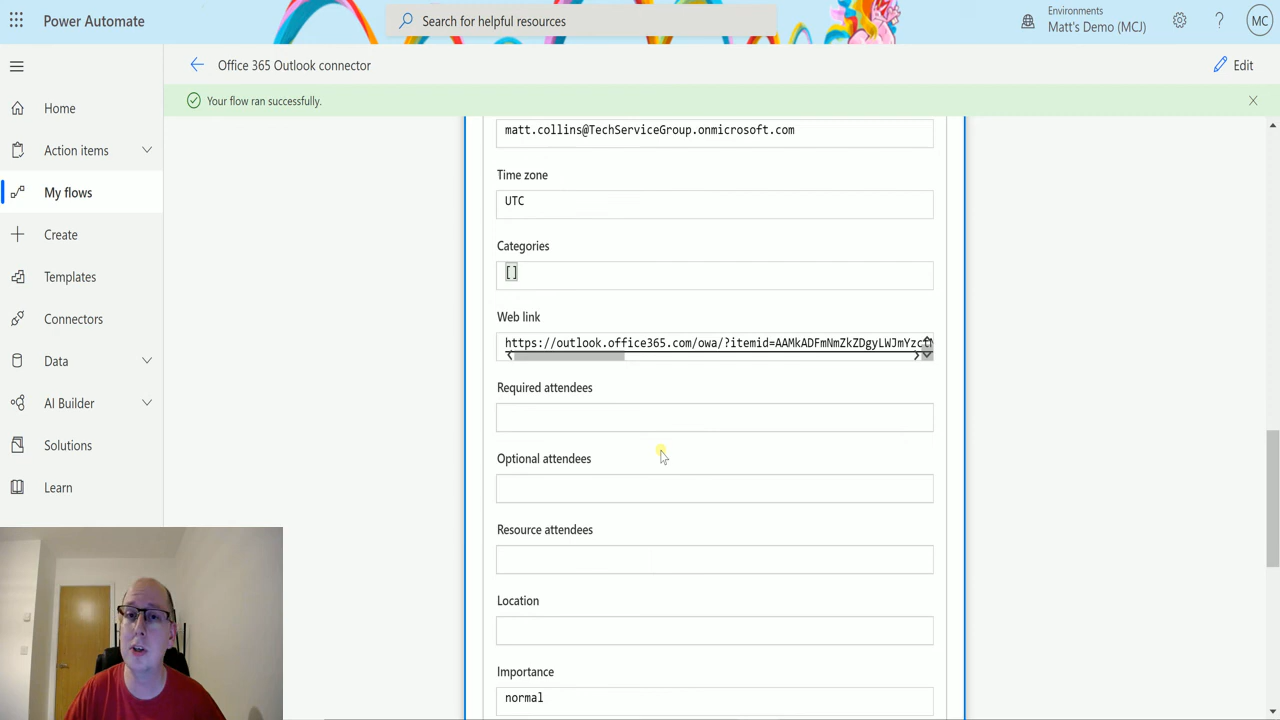 Power Automate
Search for helpful resources
Environments
Matt's Demo (MCJ)
MC
Office 365 Outlook connector
Edit
Your flow ran successfully.
Home
Action items
My flows
Create
Templates
Connectors
Data
AI Builder
Solutions
Learn
matt.collins@TechServiceGroup.onmicrosoft.com
Time zone
UTC
Categories
[]
Web link
https://outlook.office365.com/owa/?itemid=AAMkADFmNmZkZDgyLWJmYzct
Required attendees
Optional attendees
Resource attendees
Location
Importance
normal